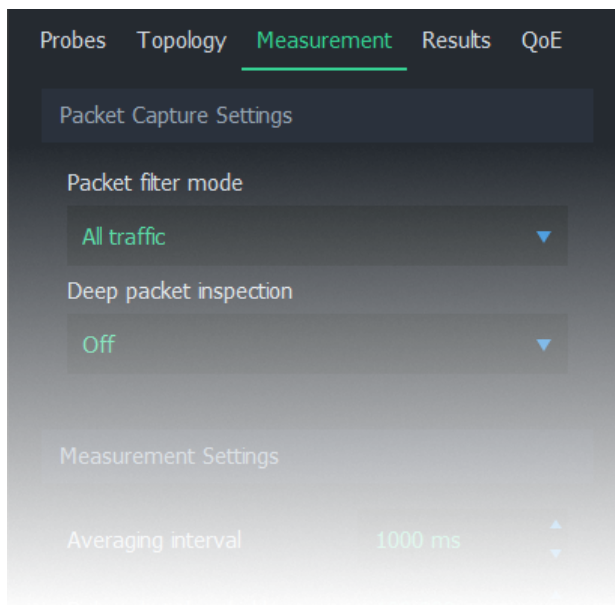 Probes Topology Measurement Results QoE
Packet Capture Settings
Packet filter mode
All traffic
Deep packet inspection
Off
Measurement Settings
Averaging interval 1000 ms